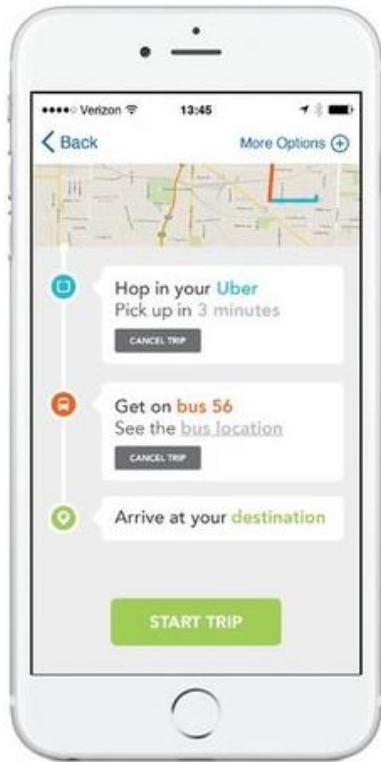 Verizon 13:45
Back More Options
Hop in your Uber
Pick up in 3 minutes
CANCEL TRIP
Get on bus 56
See the bus location
CANCEL TRIP
Arrive at your destination
START TRIP